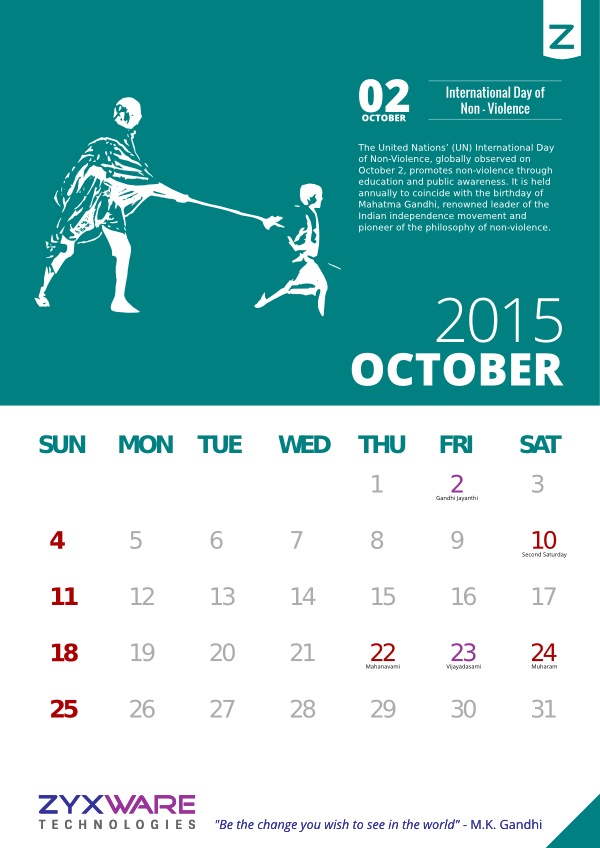 Z
02
OCTOBER
International Day of
Non - Violence
The United Nations’ (UN) International Day
of Non-Violence, globally observed on
October 2, promotes non-violence through
education and public awareness. It is held
annually to coincide with the birthday of
Mahatma Gandhi, renowned leader of the
Indian independence movement and
pioneer of the philosophy of non-violence.
2015
OCTOBER
SUN MON TUE WED THU FRI SAT
1 2 3
Gandhi Jayanthi
4 5 6 7 8 9 10
Second Saturday
11 12 13 14 15 16 17
18 19 20 21 22 23 24
Mahanavami Vijayadasami Muharam
25 26 27 28 29 30 31
ZYXWARE
TECHNOLOGIES
"Be the change you wish to see in the world" - M.K. Gandhi